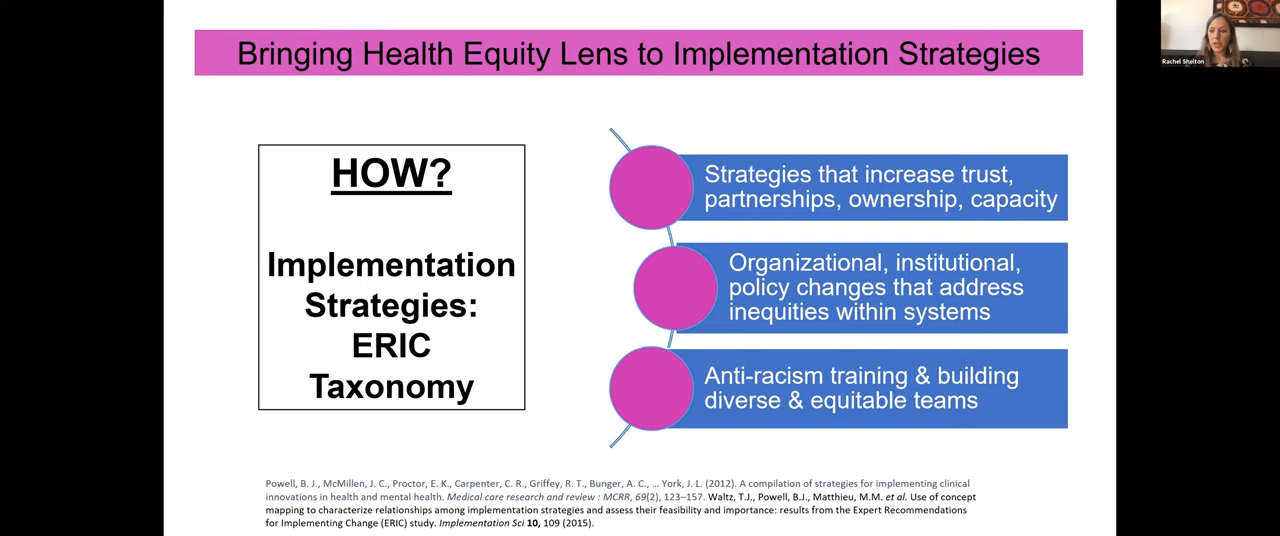 Bringing Health Equity Lens to Implementation Strategies
Rachel Shelton
HOW?
Implementation
Strategies:
ERIC
Taxonomy
Strategies that increase trust,
partnerships, ownership, capacity
Organizational, institutional,
policy changes that address
inequities within systems
Anti-racism training & building
diverse & equitable teams
Powell, B. J., McMillen, J. C., Proctor, E. K., Carpenter, C. R., Griffey, R. T., Bunger, A. C., … York, J. L. (2012). A compilation of strategies for implementing clinical
innovations in health and mental health. Medical care research and review : MCRR, 69(2), 123–157. Waltz, T.J., Powell, B.J., Matthieu, M.M. et al. Use of concept
mapping to characterize relationships among implementation strategies and assess their feasibility and importance: results from the Expert Recommendations
for Implementing Change (ERIC) study. Implementation Sci 10, 109 (2015).